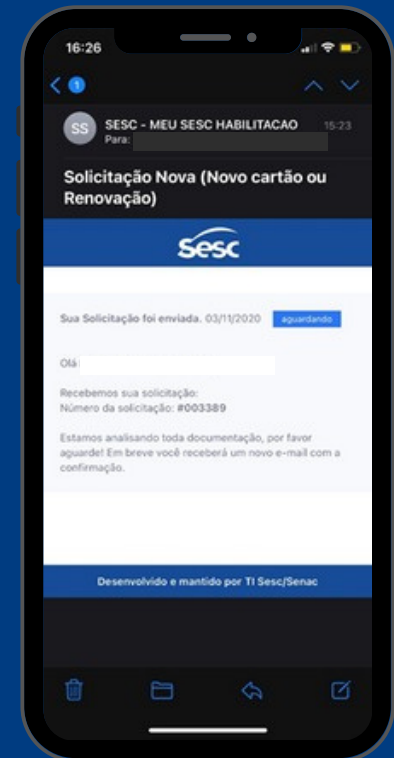 16:26
1
SS
SESC - MEU SESC HABILITACAO 15:23
Para:
Solicitação Nova (Novo cartão ou
Renovação)
Sesc
Sua Solicitação foi enviada. 03/11/2020 aguardando
Olá
Recebemos sua solicitação:
Número da solicitação: #003389
Estamos analisando toda documentação, por favor
aguarde! Em breve você receberá um novo e-mail com a
confirmação.
Desenvolvido e mantido por TI Sesc/Senac